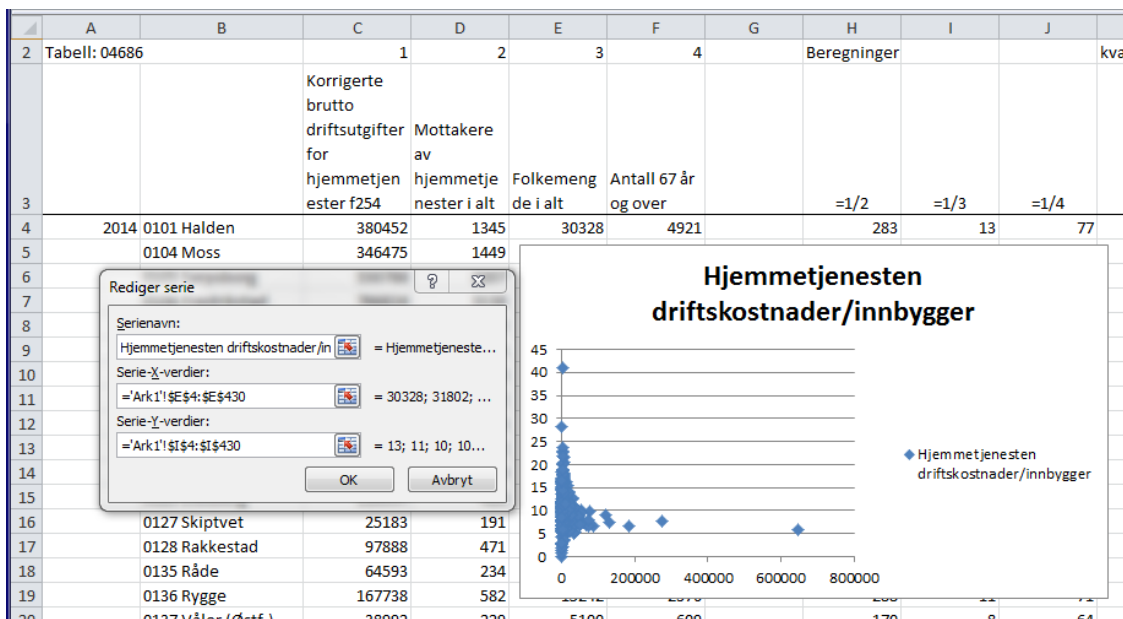 A B C D E F G H I J
2 Tabell: 04686 1 2 3 4 Beregninger kva
Korrigerte
brutto
driftsutgifter Mottakere
for av
hjemmetjen hjemmetje Folkemeng Antall 67 år
3 ester f254 nester i alt de i alt og over =1/2 =1/3 =1/4
4 2014 0101 Halden 380452 1345 30328 4921 283 13 77
5 0104 Moss 346475 1449
6
7
8
9
10
11
12
13
14
15
16 0127 Skiptvet 25183 191
17 0128 Rakkestad 97888 471
18 0135 Råde 64593 234
19 0136 Rygge 167738 582
Rediger serie
Serienavn:
Hjemmetjenesten driftskostnader/in = Hjemmetjeneste...
Serie-X-verdier:
='Ark1'!$E$4:$E$430 = 30328; 31802; ...
Serie-Y-verdier:
='Ark1'!$I$4:$I$430 = 13; 11; 10; 10...
OK Avbryt
Hjemmetjenesten
driftskostnader/innbygger
45
40
35
30
25
20
15
10
5
0
0 200000 400000 600000 800000
Hjemmetjenesten
driftskostnader/innbygger